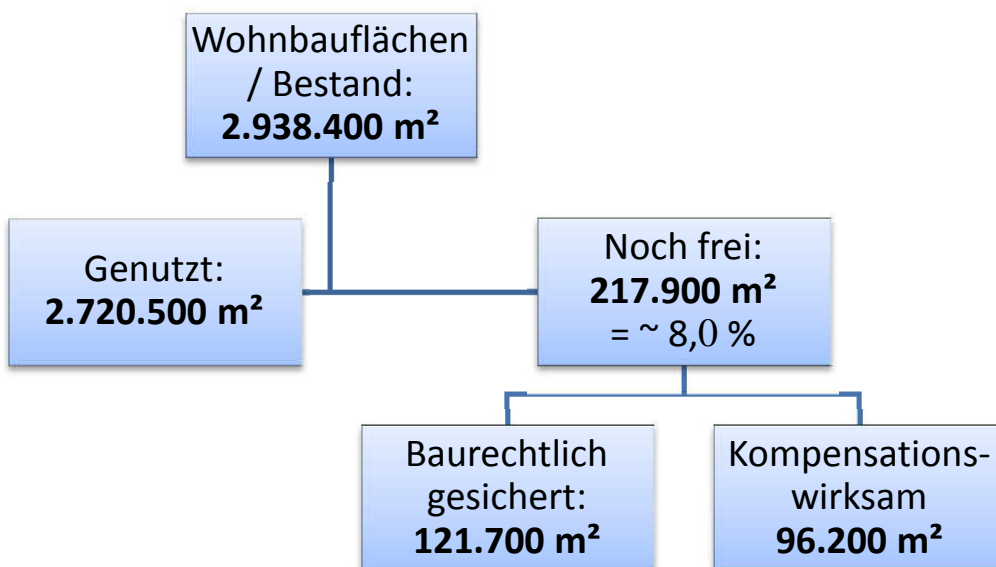 Wohnbauflächen
/ Bestand:
2.938.400 m²
Genutzt:
2.720.500 m²
Noch frei:
217.900 m²
= ~ 8,0 %
Baurechtlich
gesichert:
121.700 m²
Kompensations-
wirksam
96.200 m²